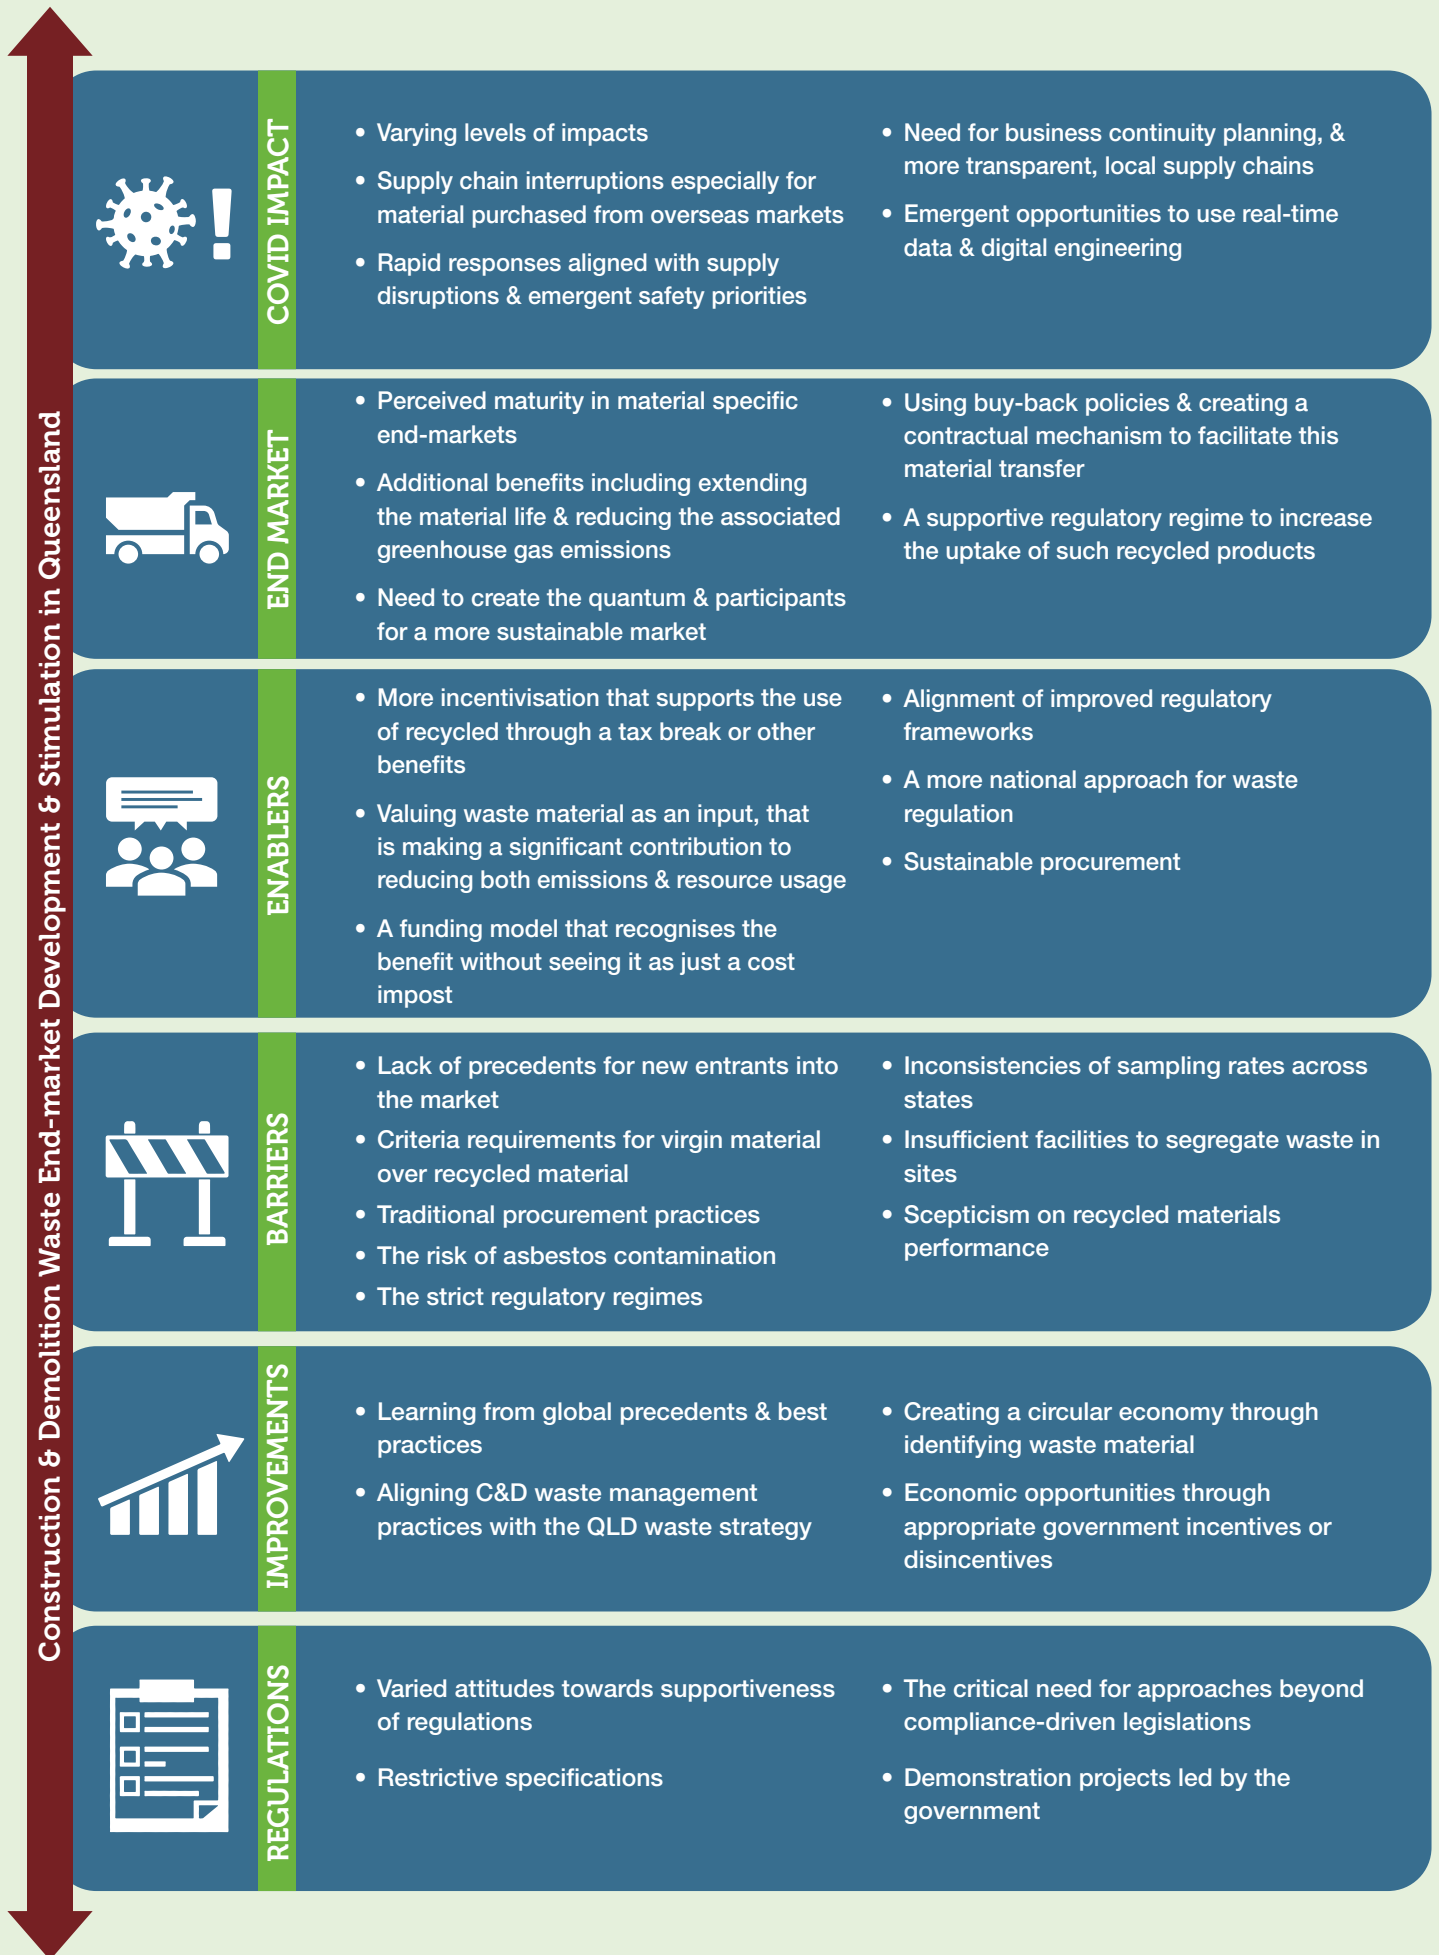 Construction & Demolition Waste End-market Development & Stimulation in Queensland
COVID IMPACT
• Varying levels of impacts
• Supply chain interruptions especially for
material purchased from overseas markets
• Rapid responses aligned with supply
disruptions & emergent safety priorities
• Need for business continuity planning, &
more transparent, local supply chains
• Emergent opportunities to use real-time
data & digital engineering
END MARKET
• Perceived maturity in material specific
end-markets
• Additional benefits including extending
the material life & reducing the associated
greenhouse gas emissions
• Need to create the quantum & participants
for a more sustainable market
• Using buy-back policies & creating a
contractual mechanism to facilitate this
material transfer
• A supportive regulatory regime to increase
the uptake of such recycled products
ENABLERS
• More incentivisation that supports the use
of recycled through a tax break or other
benefits
• Valuing waste material as an input, that
is making a significant contribution to
reducing both emissions & resource usage
• A funding model that recognises the
benefit without seeing it as just a cost
impost
• Alignment of improved regulatory
frameworks
• A more national approach for waste
regulation
• Sustainable procurement
BARRIERS
• Lack of precedents for new entrants into
the market
• Criteria requirements for virgin material
over recycled material
• Traditional procurement practices
• The risk of asbestos contamination
• The strict regulatory regimes
• Inconsistencies of sampling rates across
states
• Insufficient facilities to segregate waste in
sites
• Scepticism on recycled materials
performance
IMPROVEMENTS
• Learning from global precedents & best
practices
• Aligning C&D waste management
practices with the QLD waste strategy
• Creating a circular economy through
identifying waste material
• Economic opportunities through
appropriate government incentives or
disincentives
REGULATIONS
• Varied attitudes towards supportiveness
of regulations
• Restrictive specifications
• The critical need for approaches beyond
compliance-driven legislations
• Demonstration projects led by the
government